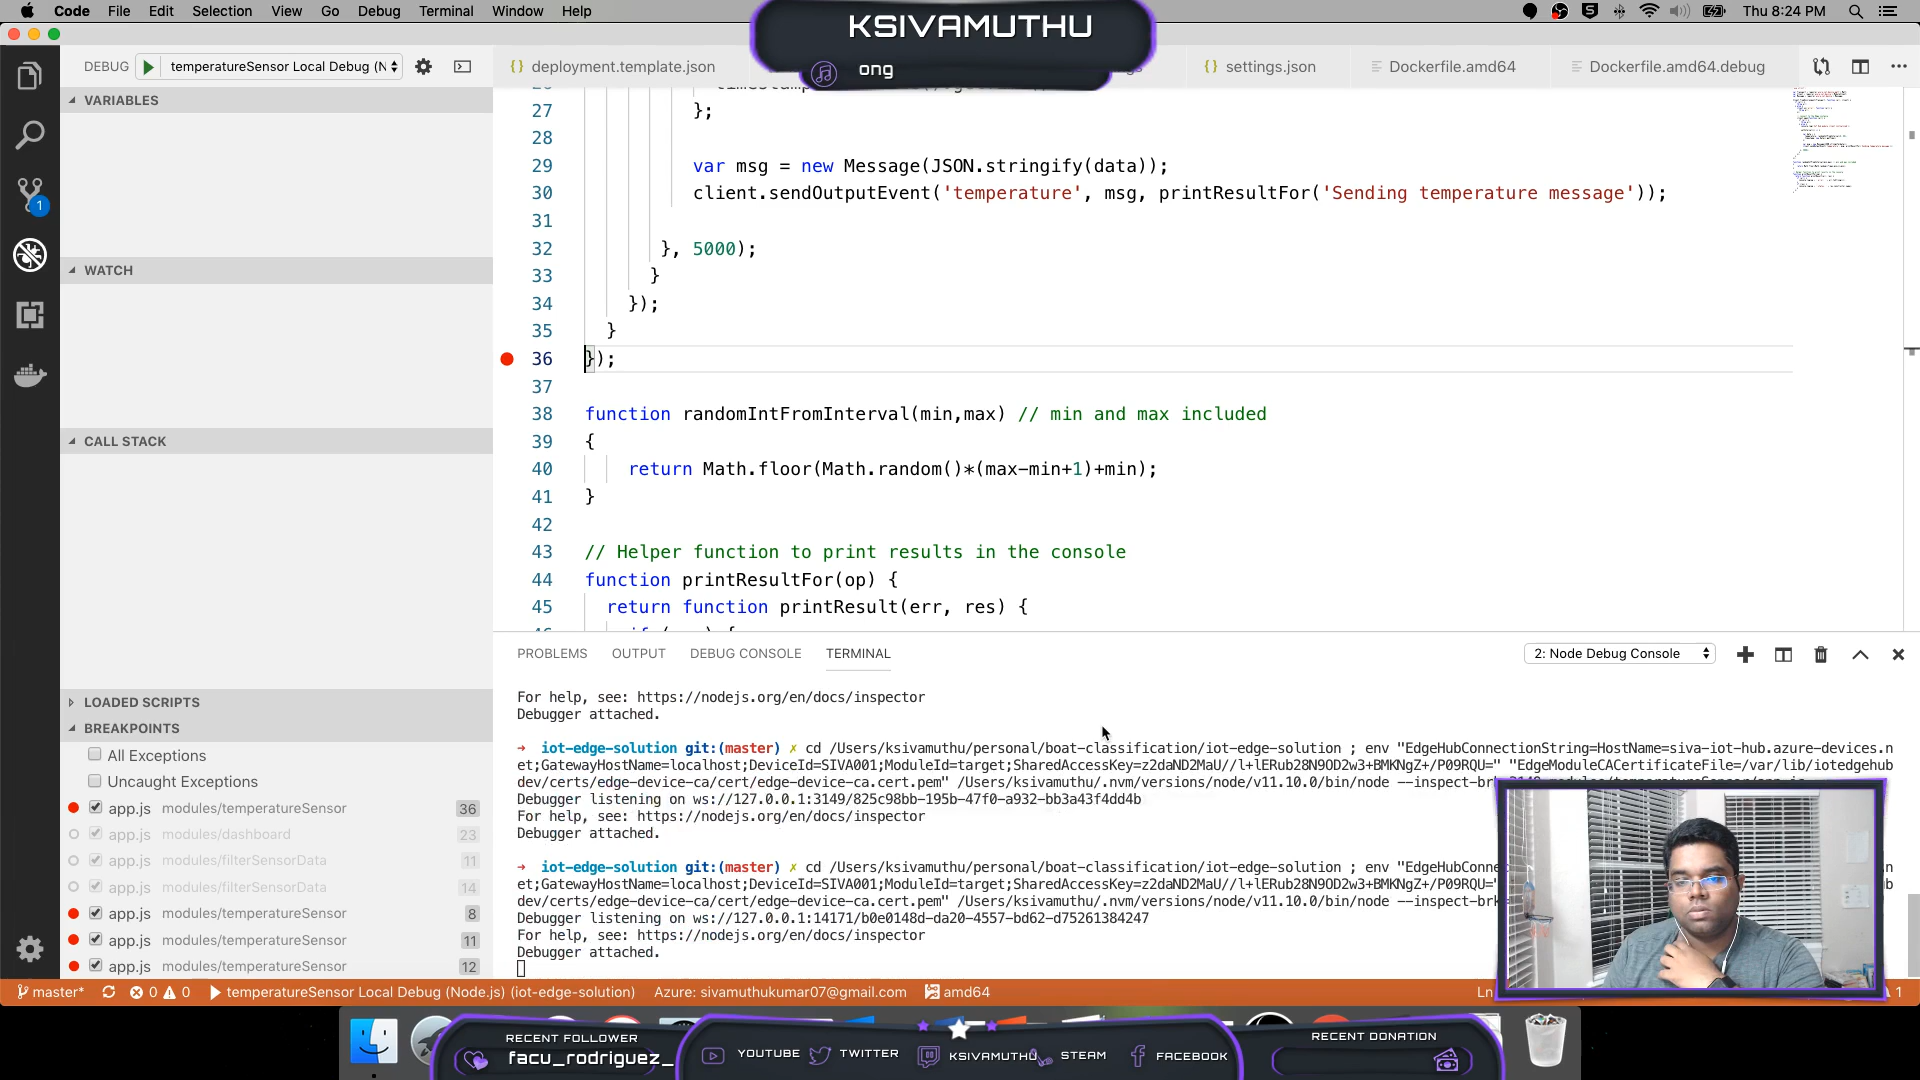 Code File Edit Selection View Go Debug Terminal Window Help
Thu 8:24 PM
KSIVAMUTHU
ong
DEBUG temperatureSensor Local Debug (N
deployment.template.json
settings.json
Dockerfile.amd64
Dockerfile.amd64.debug
VARIABLES
WATCH
CALL STACK
LOADED SCRIPTS
BREAKPOINTS
All Exceptions
Uncaught Exceptions
app.js modules/temperatureSensor 36
app.js modules/dashboard 23
app.js modules/filterSensorData 11
app.js modules/filterSensorData 14
app.js modules/temperatureSensor 8
app.js modules/temperatureSensor 11
app.js modules/temperatureSensor 12
1
27 };
28
29 var msg = new Message(JSON.stringify(data));
30 client.sendOutputEvent('temperature', msg, printResultFor('Sending temperature message'));
31
32 }, 5000);
33 }
34 });
35 }
36 });
37
38 function randomIntFromInterval(min,max) // min and max included
39 {
40 return Math.floor(Math.random()*(max-min+1)+min);
41 }
42
43 // Helper function to print results in the console
44 function printResultFor(op) {
45 return function printResult(err, res) {
PROBLEMS OUTPUT DEBUG CONSOLE TERMINAL 2: Node Debug Console
For help, see: https://nodejs.org/en/docs/inspector
Debugger attached.
→ iot-edge-solution git:(master) ✗ cd /Users/ksivamuthu/personal/boat-classification/iot-edge-solution ; env "EdgeHubConnectionString=HostName=siva-iot-hub.azure-devices.n
et;GatewayHostName=localhost;DeviceId=SIVA001;ModuleId=target;SharedAccessKey=z2daND2MaU//l+lERub28N9OD2w3+BMKNgZ+/P09RQU=" "EdgeModuleCACertificateFile=/var/lib/iotedgehub
dev/certs/edge-device-ca/cert/edge-device-ca.cert.pem" /Users/ksivamuthu/.nvm/versions/node/v11.10.0/bin/node --inspect-brk=3149 modules/temperatureSensor/app.js
Debugger listening on ws://127.0.0.1:3149/825c98bb-195b-47f0-a932-bb3a43f4dd4b
For help, see: https://nodejs.org/en/docs/inspector
Debugger attached.
→ iot-edge-solution git:(master) ✗ cd /Users/ksivamuthu/personal/boat-classification/iot-edge-solution ; env "EdgeHubConnec
et;GatewayHostName=localhost;DeviceId=SIVA001;ModuleId=target;SharedAccessKey=z2daND2MaU//l+lERub28N9OD2w3+BMKNgZ+/P09RQU="
dev/certs/edge-device-ca/cert/edge-device-ca.cert.pem" /Users/ksivamuthu/.nvm/versions/node/v11.10.0/bin/node --inspect-brk
Debugger listening on ws://127.0.0.1:14171/b0e0148d-da20-4557-bd62-d75261384247
For help, see: https://nodejs.org/en/docs/inspector
Debugger attached.
master* 0 0 temperatureSensor Local Debug (Node.js) (iot-edge-solution) Azure: sivamuthukumar07@gmail.com amd64 Ln 1
RECENT FOLLOWER
facu_rodriguez_
YOUTUBE TWITTER KSIVAMUTHU STEAM FACEBOOK
RECENT DONATION